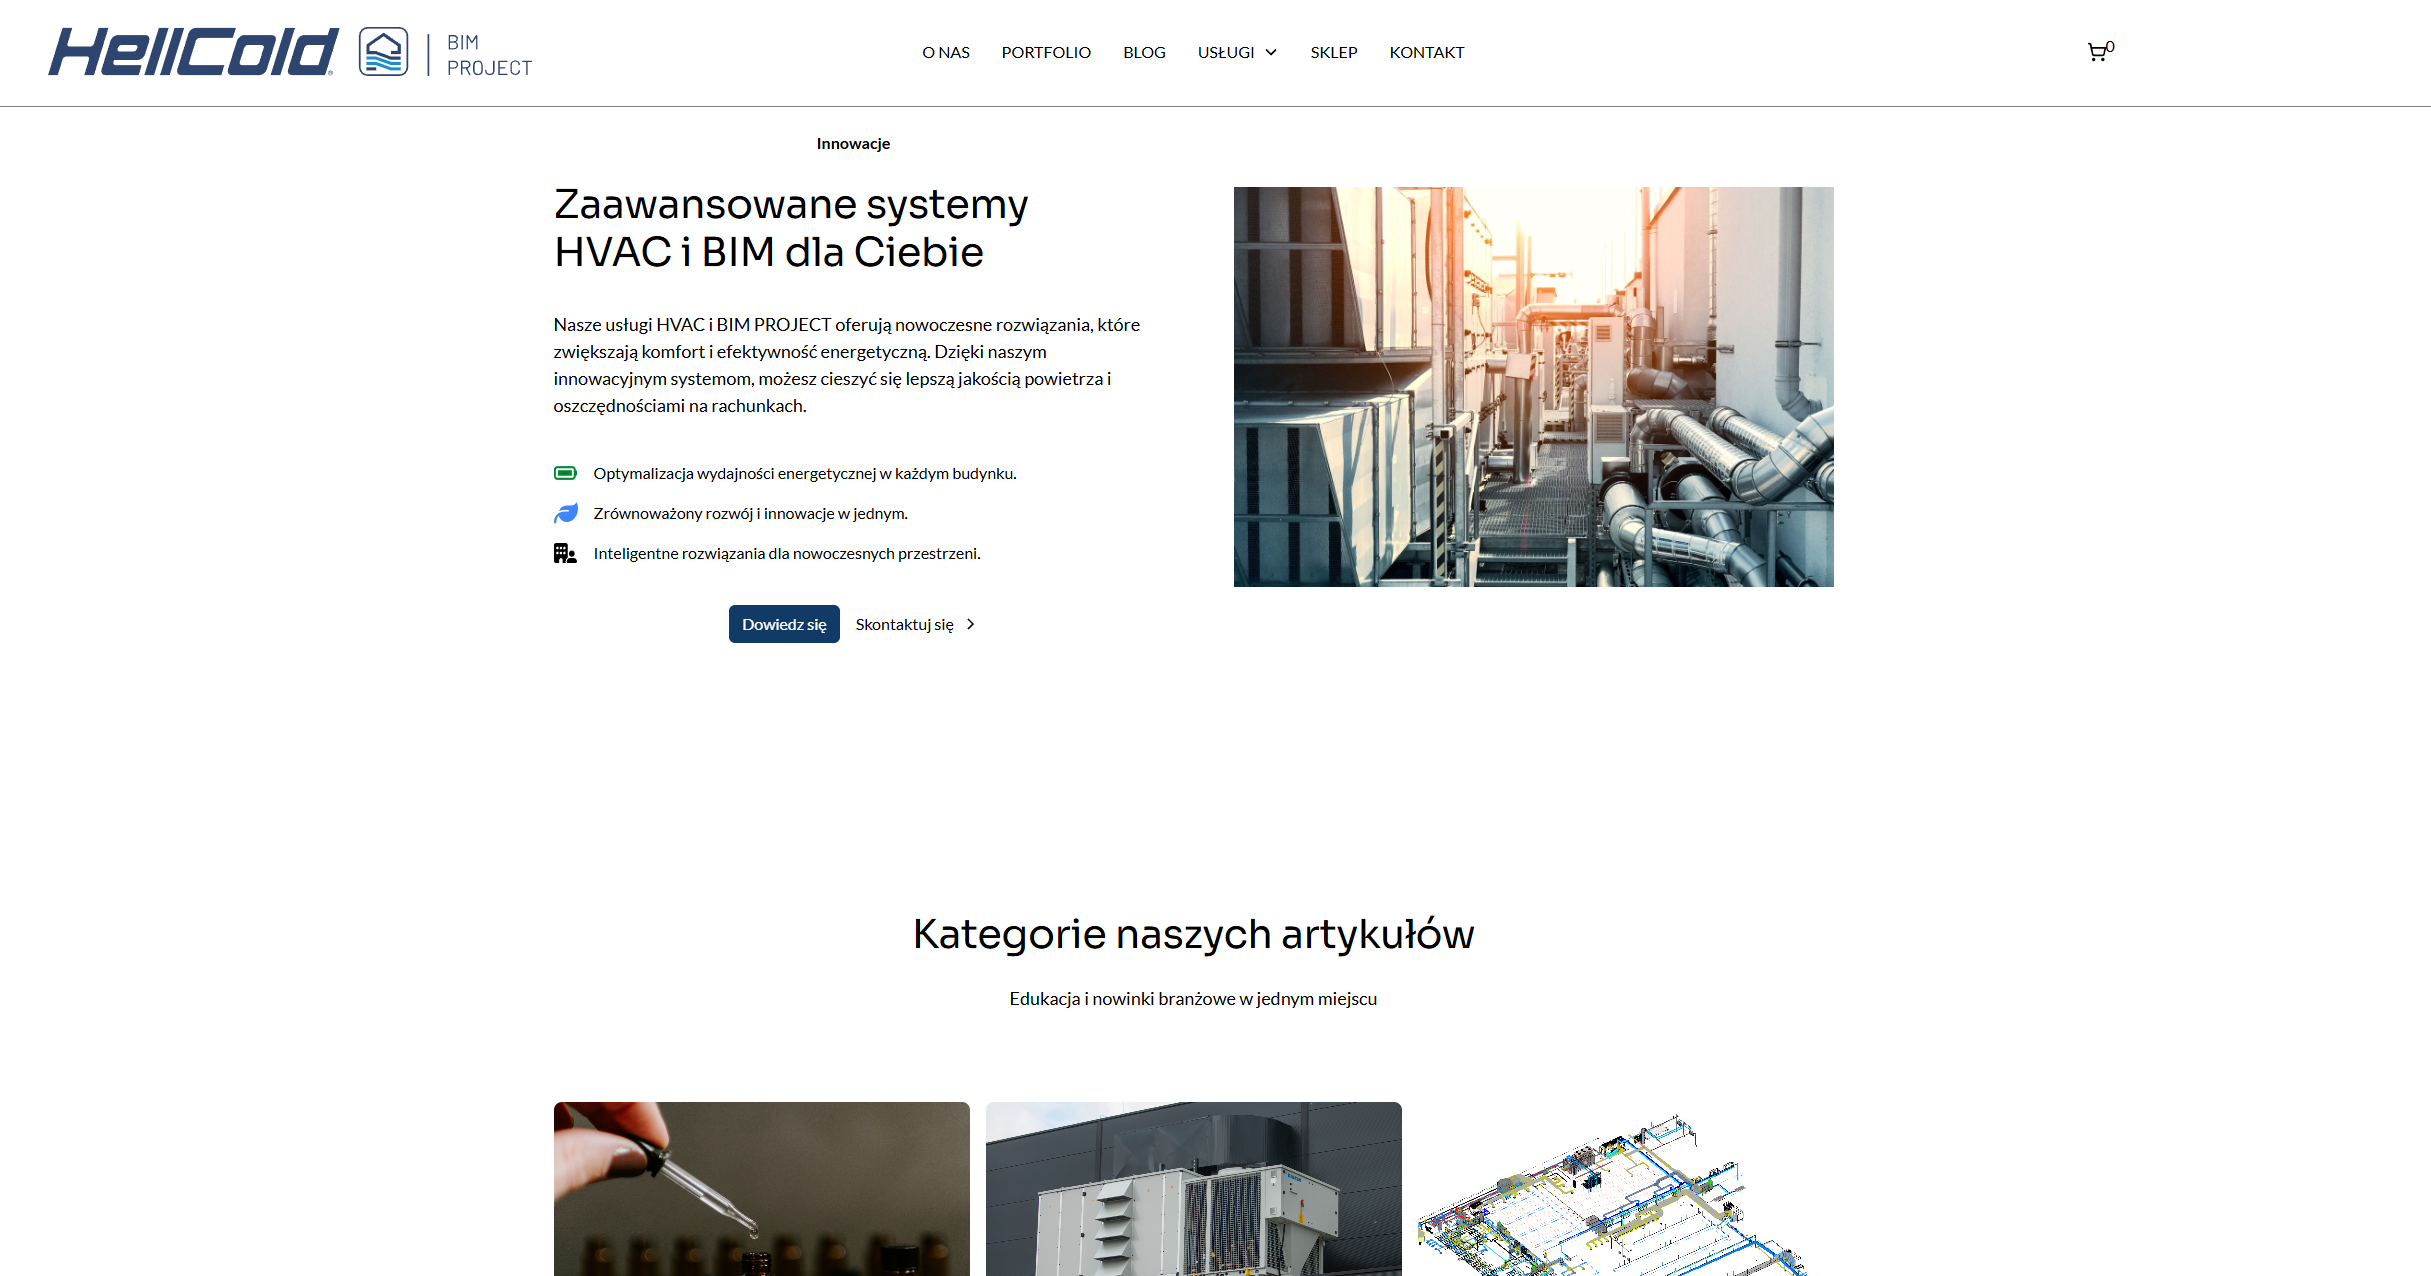 HellCold
BIM
PROJECT
O NAS
PORTFOLIO
BLOG
USŁUGI
SKLEP
KONTAKT
0
Innowacje
Zaawansowane systemy
HVAC i BIM dla Ciebie
Nasze usługi HVAC i BIM PROJECT oferują nowoczesne rozwiązania, które
zwiększają komfort i efektywność energetyczną. Dzięki naszym
innowacyjnym systemom, możesz cieszyć się lepszą jakością powietrza i
oszczędnościami na rachunkach.
Optymalizacja wydajności energetycznej w każdym budynku.
Zrównoważony rozwój i innowacje w jednym.
Inteligentne rozwiązania dla nowoczesnych przestrzeni.
Dowiedz się
Skontaktuj się
Kategorie naszych artykułów
Edukacja i nowinki branżowe w jednym miejscu